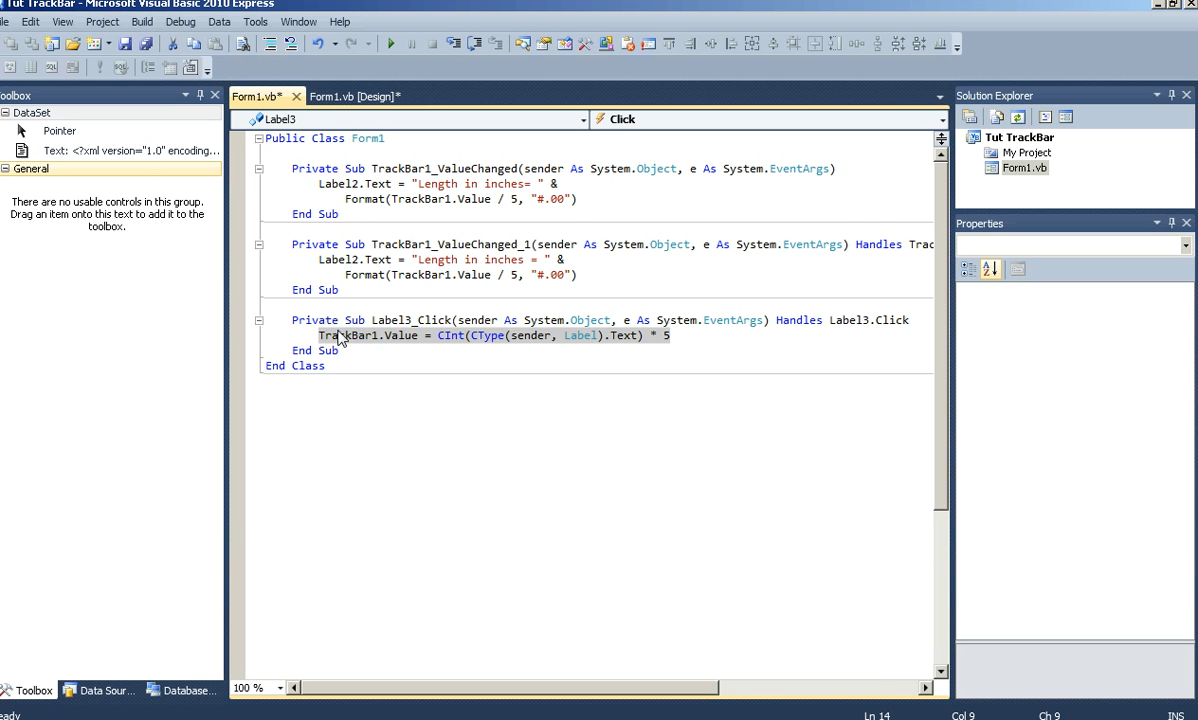 Tut TrackBar - Microsoft Visual Basic 2010 Express
File Edit View Project Build Debug Data Tools Window Help
Toolbox
DataSet
Pointer
Text: <?xml version="1.0" encoding...
General
There are no usable controls in this group. Drag an item onto this text to add it to the toolbox.
Toolbox Data Sour... Database...
Form1.vb* Form1.vb [Design]*
Label3 Click
Public Class Form1
Private Sub TrackBar1_ValueChanged(sender As System.Object, e As System.EventArgs)
Label2.Text = "Length in inches= " &
Format(TrackBar1.Value / 5, "#.00")
End Sub
Private Sub TrackBar1_ValueChanged_1(sender As System.Object, e As System.EventArgs) Handles Trac
Label2.Text = "Length in inches = " &
Format(TrackBar1.Value / 5, "#.00")
End Sub
Private Sub Label3_Click(sender As System.Object, e As System.EventArgs) Handles Label3.Click
TrackBar1.Value = CInt(CType(sender, Label).Text) * 5
End Sub
End Class
100 %
Solution Explorer
Tut TrackBar
My Project
Form1.vb
Properties
Ready Ln 14 Col 9 Ch 9 INS